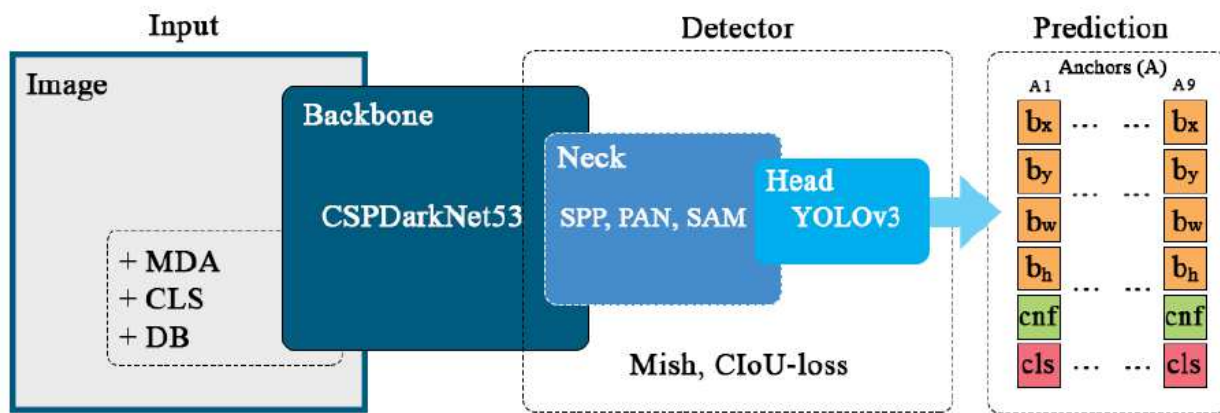 Input
Detector
Prediction
Image
Backbone
CSPDarkNet53
+ MDA
+ CLS
+ DB
Neck
SPP, PAN, SAM
Head
YOLOv3
Mish, CIoU-loss
Anchors (A)
A1 A9
bx ... ... bx
by by
... ...
bw bw
bh bh
... ...
cnf cnf
cls ... ... cls